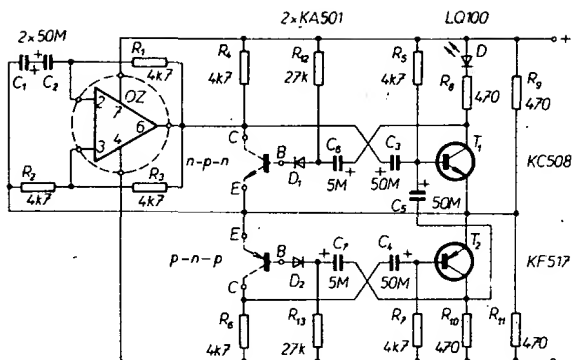 2×KA501 LQ100
2×50M
C₁ C₂
R₁
4k7
OZ
2
7
6
3
4
R₂
4k7
R₃
4k7
R₄
4k7
R₁₂
27k
R₅
4k7
D
R₈
470
R₉
470
+
C
n-p-n
B
E
D₁
C₆
5M
+
C₃
50M
+
T₁
KC508
C₅
+
50M
E
p-n-p
B
C
D₂
+
C₇
5M
C₄
+
50M
T₂
KF517
R₆
4k7
R₁₃
27k
R₇
4k7
R₁₀
470
R₁₁
470